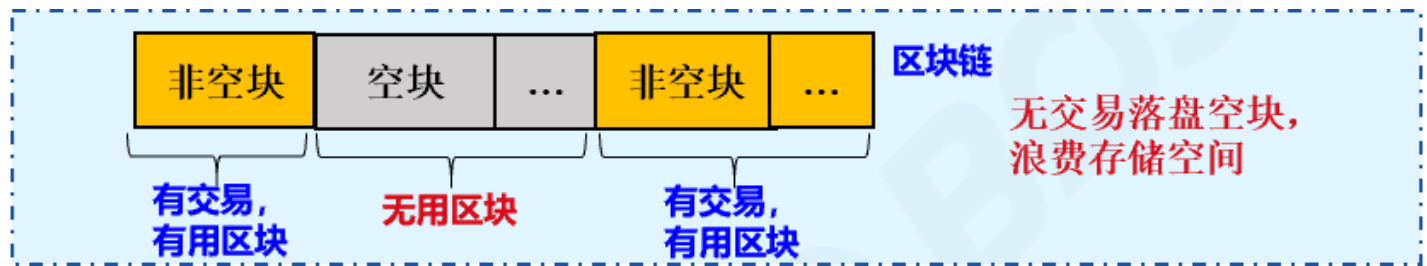 非空块 空块 ... 非空块 ... 区块链
无交易落盘空块，
浪费存储空间
有交易，
有用区块
无用区块
有交易，
有用区块